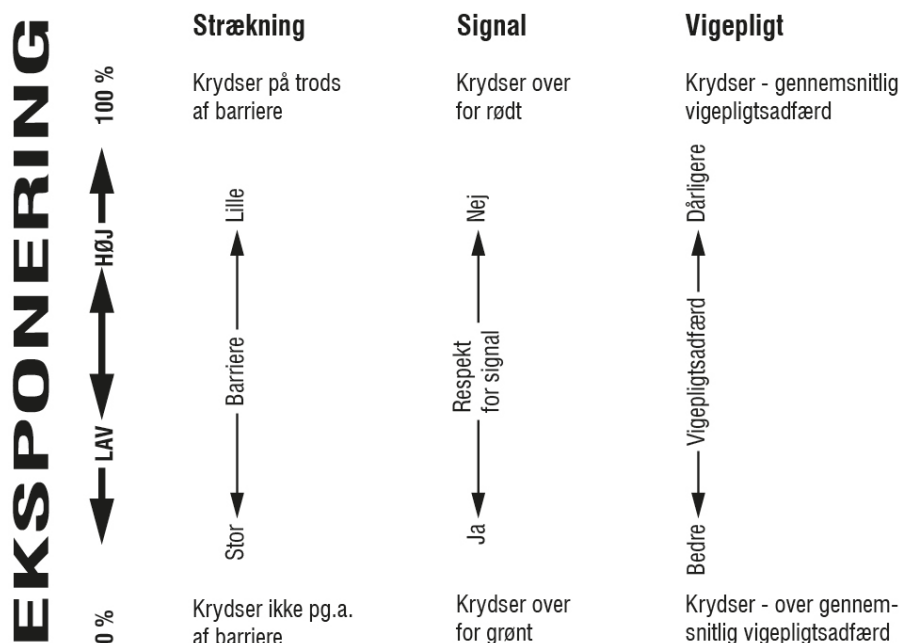 EKSPONERING
100 %
HØJ
LAV
0 %
Strækning
Krydser på trods
af barriere
Lille
Barriere
Stor
Krydser ikke pg.a.
af barriere
Signal
Krydser over
for rødt
Nej
Respekt
for signal
Ja
Krydser over
for grønt
Vigepligt
Krydser - gennemsnitlig
vigepligtsadfærd
Dårligere
Vigepligtsadfærd
Bedre
Krydser - over gennem-
snitlig vigepligtsadfærd